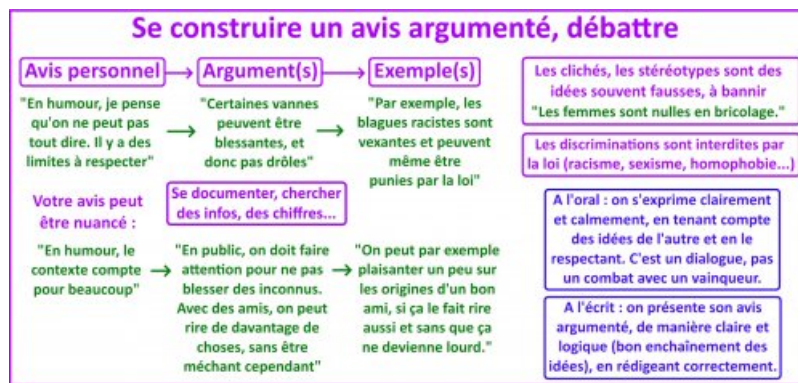 Se construire un avis argumenté, débattre
Avis personnel
Argument(s)
Exemple(s)
"En humour, je pense
qu'on ne peut pas
tout dire. Il y a des
limites à respecter"
"Certaines vannes
peuvent être
blessantes, et
donc pas drôles"
"Par exemple, les
blagues racistes sont
vexantes et peuvent
même être
punies par la loi"
Votre avis peut
être nuancé :
Se documenter, chercher
des infos, des chiffres...
"En humour, le
contexte compte
pour beaucoup"
"En public, on doit faire
attention pour ne pas
blesser des inconnus.
Avec des amis, on peut
rire de davantage de
choses, sans être
méchant cependant"
"On peut par exemple
plaisanter un peu sur
les origines d'un bon
ami, si ça le fait rire
aussi et sans que ça
ne devienne lourd."
Les clichés, les stéréotypes sont des
idées souvent fausses, à bannir
"Les femmes sont nulles en bricolage."
Les discriminations sont interdites par
la loi (racisme, sexisme, homophobie...)
A l'oral : on s'exprime clairement
et calmement, en tenant compte
des idées de l'autre et en le
respectant. C'est un dialogue, pas
un combat avec un vainqueur.
A l'écrit : on présente son avis
argumenté, de manière claire et
logique (bon enchaînement des
idées), en rédigeant correctement.